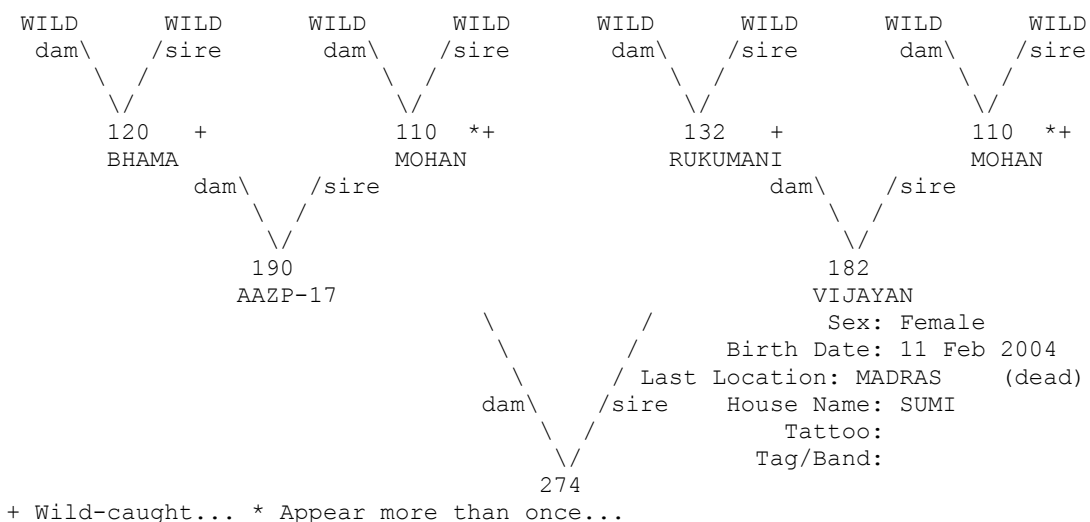 WILD WILD WILD WILD WILD WILD WILD WILD
dam\ /sire dam\ /sire dam\ /sire dam\ /sire
\ / \ / \ / \ /
\/ \/ \/ \/
120 + 110 *+ 132 + 110 *+
BHAMA MOHAN RUKUMANI MOHAN
dam\ /sire dam\ /sire
\ / \ /
\/ \/
190 182
AAZP-17 VIJAYAN
\ / Sex: Female
\ / Birth Date: 11 Feb 2004
\ / Last Location: MADRAS (dead)
dam\ /sire House Name: SUMI
\ / Tattoo:
\/ Tag/Band:
274
+ Wild-caught... * Appear more than once...